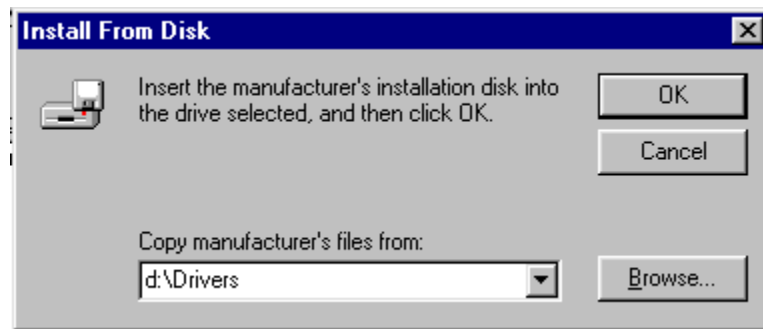 Install From Disk
Insert the manufacturer's installation disk into
the drive selected, and then click OK.
OK
Cancel
Copy manufacturer's files from:
d:\Drivers
Browse...